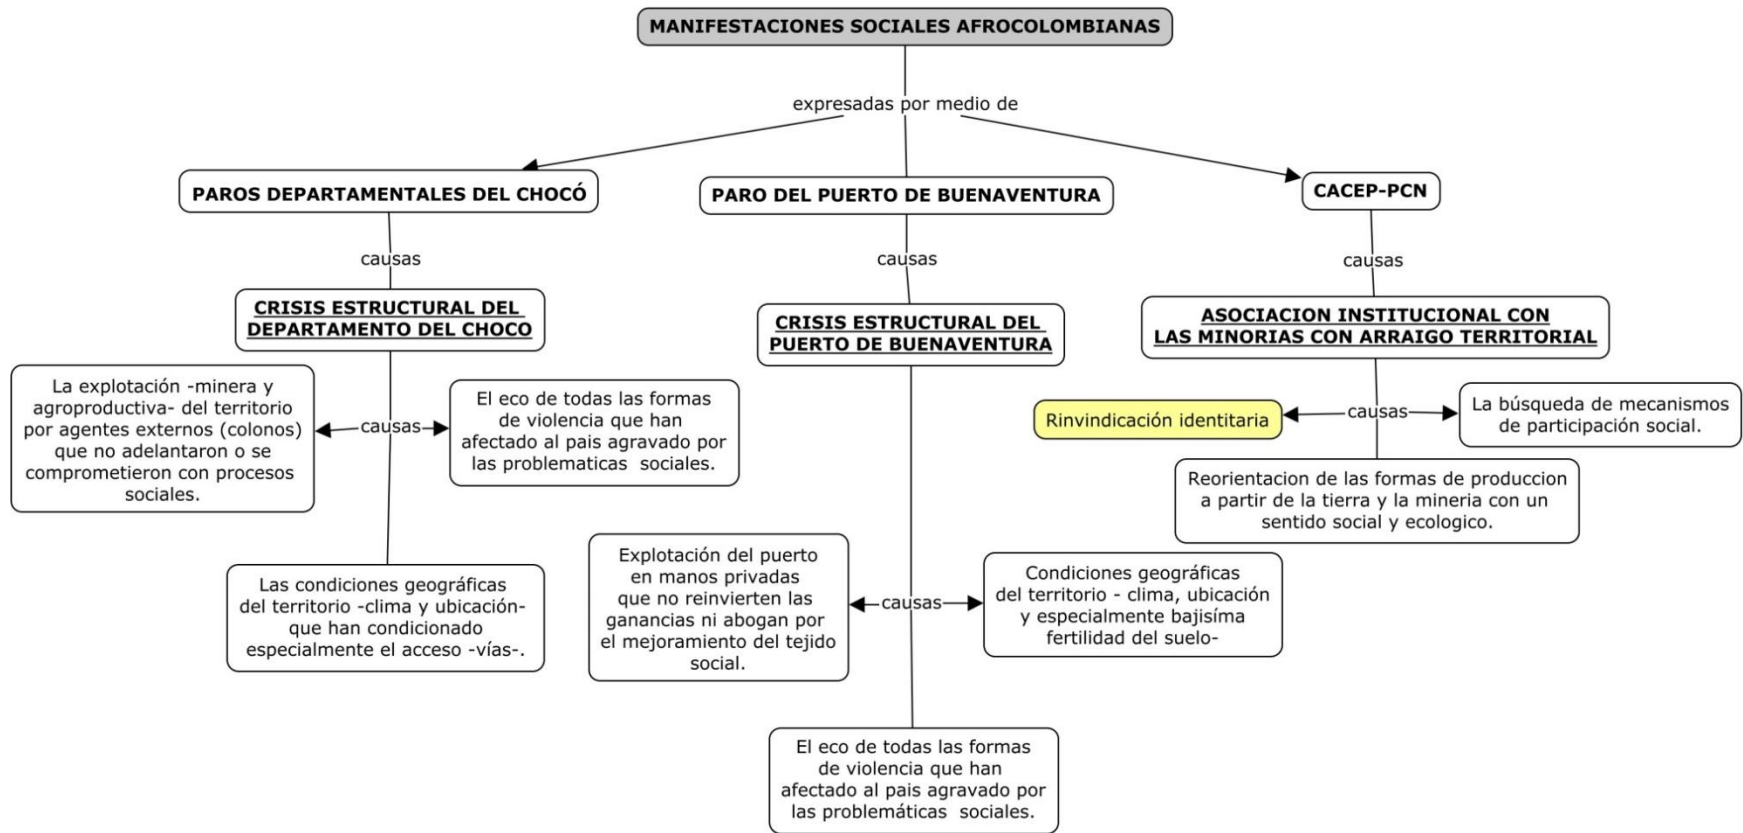 MANIFESTACIONES SOCIALES AFROCOLOMBIANAS
expresadas por medio de
PAROS DEPARTAMENTALES DEL CHOCÓ
causas
CRISIS ESTRUCTURAL DEL
DEPARTAMENTO DEL CHOCO
La explotación -minera y
agroproductiva- del territorio
por agentes externos (colonos)
que no adelantaron o se
comprometieron con procesos
sociales.
causas
El eco de todas las formas
de violencia que han
afectado al pais agravado por
las problematicas  sociales.
Las condiciones geográficas
del territorio -clima y ubicación-
que han condicionado
especialmente el acceso -vías-.
PARO DEL PUERTO DE BUENAVENTURA
causas
CRISIS ESTRUCTURAL DEL
PUERTO DE BUENAVENTURA
Explotación del puerto
en manos privadas
que no reinvierten las
ganancias ni abogan por
el mejoramiento del tejido
social.
causas
Condiciones geográficas
del territorio - clima, ubicación
y especialmente bajisíma
fertilidad del suelo-
El eco de todas las formas
de violencia que han
afectado al pais agravado por
las problemáticas  sociales.
CACEP-PCN
causas
ASOCIACION INSTITUCIONAL CON
LAS MINORIAS CON ARRAIGO TERRITORIAL
Rinvindicación identitaria
causas
La búsqueda de mecanismos
de participación social.
Reorientacion de las formas de produccion
a partir de la tierra y la mineria con un
sentido social y ecologico.